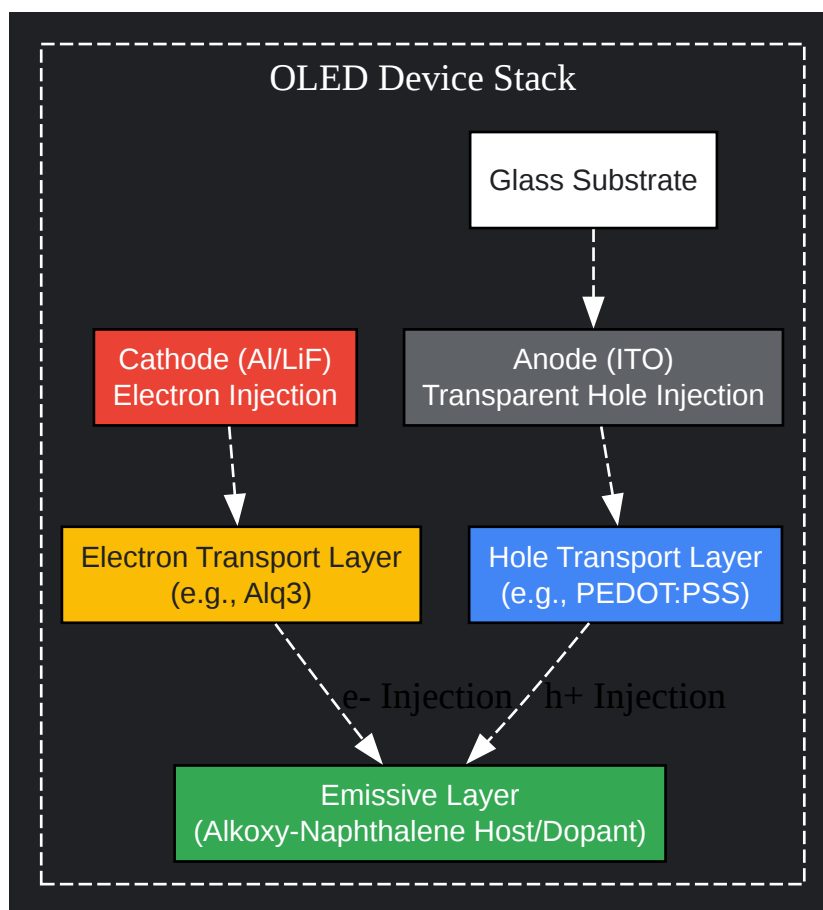 OLED Device Stack
Glass Substrate
Cathode (Al/LiF)
Electron Injection
Anode (ITO)
Transparent Hole Injection
Electron Transport Layer
(e.g., Alq3)
Hole Transport Layer
(e.g., PEDOT:PSS)
e- Injection
h+ Injection
Emissive Layer
(Alkoxy-Naphthalene Host/Dopant)